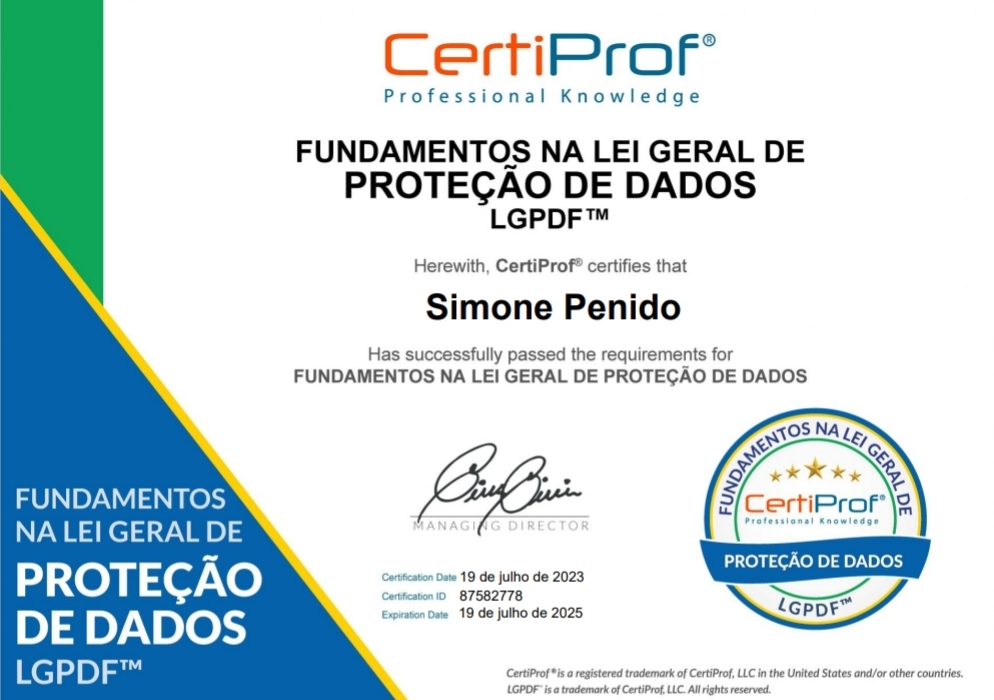 CertiProf®
Professional Knowledge
FUNDAMENTOS NA LEI GERAL DE
PROTEÇÃO DE DADOS
LGPDF™
Herewith, CertiProf® certifies that
Simone Penido
Has successfully passed the requirements for
FUNDAMENTOS NA LEI GERAL DE PROTEÇÃO DE DADOS
MANAGING DIRECTOR
Certification Date 19 de julho de 2023
Certification ID 87582778
Expiration Date 19 de julho de 2025
FUNDAMENTOS NA LEI GERAL DE
CertiProf®
Professional Knowledge
PROTEÇÃO DE DADOS
LGPDF™
FUNDAMENTOS
NA LEI GERAL DE
PROTEÇÃO
DE DADOS
LGPDF™
CertiProf® is a registered trademark of CertiProf, LLC in the United States and/or other countries.
LGPDF™ is a trademark of CertiProf, LLC. All rights reserved.